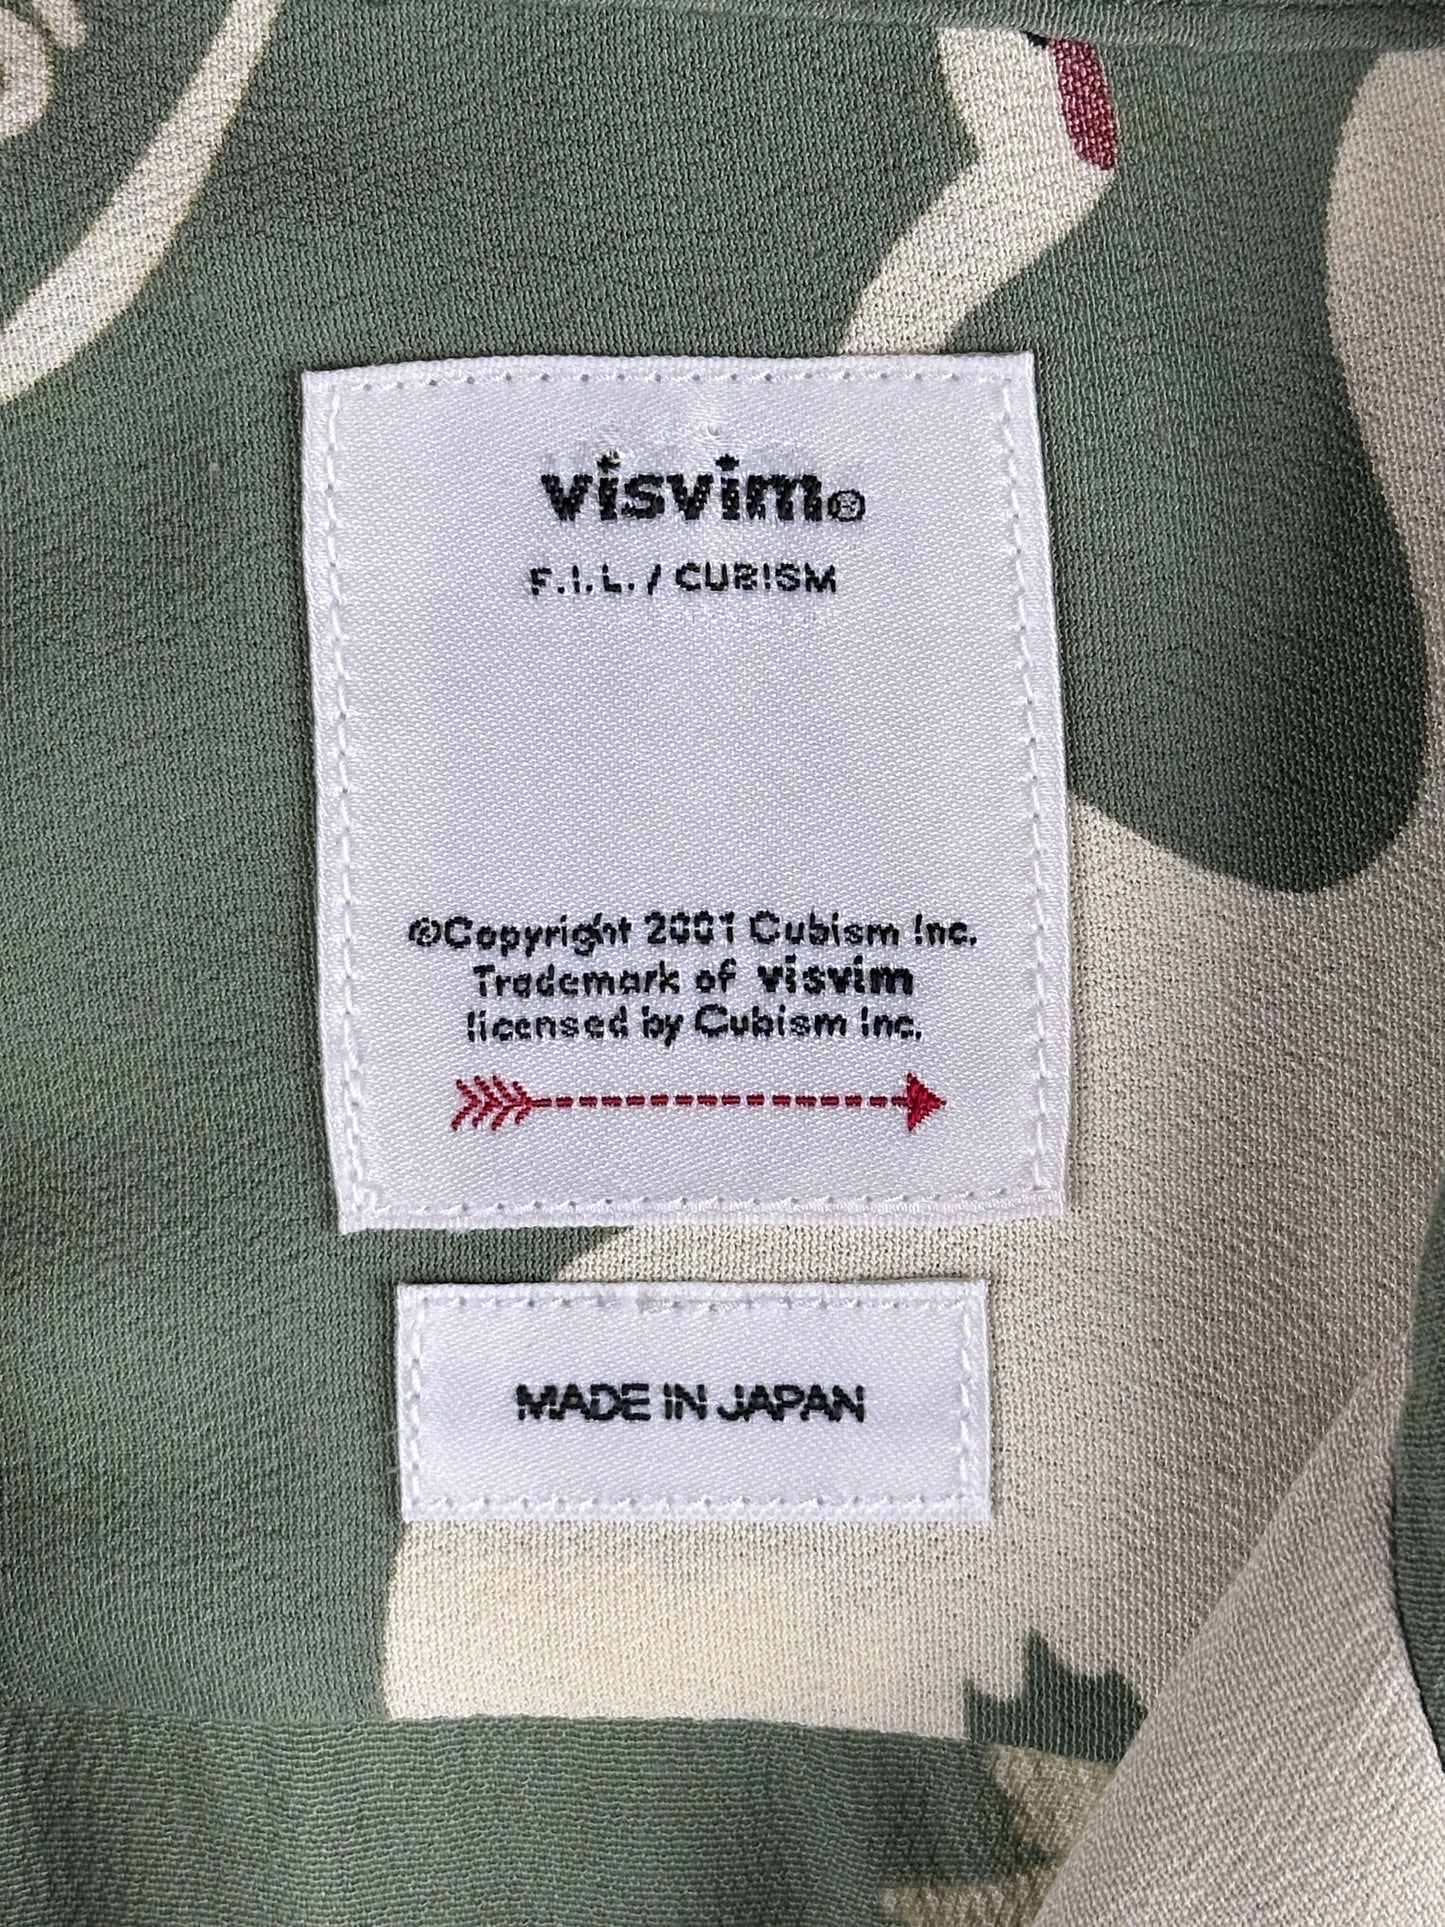 visvim®
F.I.L. / CUBISM
©Copyright 2001 Cubism Inc.
Trademark of visvim
licensed by Cubism Inc.
MADE IN JAPAN